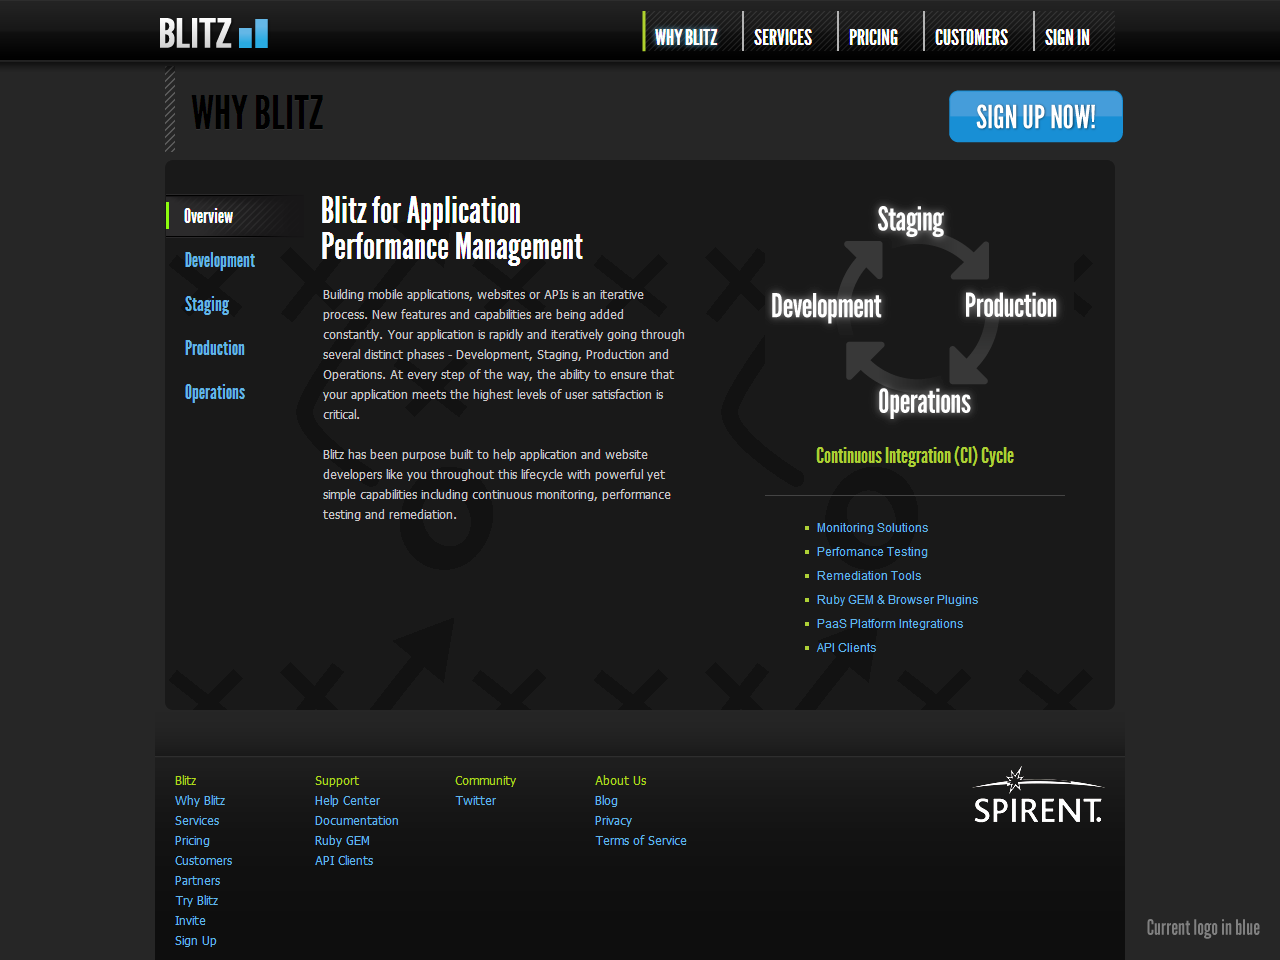 BLITZ
WHY BLITZ
SERVICES
PRICING
CUSTOMERS
SIGN IN
WHY BLITZ
SIGN UP NOW!
Overview
Development
Staging
Production
Operations
Blitz for Application
Performance Management
Building mobile applications, websites or APIs is an iterative
process. New features and capabilities are being added
constantly. Your application is rapidly and iteratively going through
several distinct phases - Development, Staging, Production and
Operations. At every step of the way, the ability to ensure that
your application meets the highest levels of user satisfaction is
critical.
Blitz has been purpose built to help application and website
developers like you throughout this lifecycle with powerful yet
simple capabilities including continuous monitoring, performance
testing and remediation.
Staging
Development
Production
Operations
Continuous Integration (CI) Cycle
Monitoring Solutions
Perfomance Testing
Remediation Tools
Ruby GEM & Browser Plugins
PaaS Platform Integrations
API Clients
Blitz
Why Blitz
Services
Pricing
Customers
Partners
Try Blitz
Invite
Sign Up
Support
Help Center
Documentation
Ruby GEM
API Clients
Community
Twitter
About Us
Blog
Privacy
Terms of Service
SPIRENT.
Current logo in blue